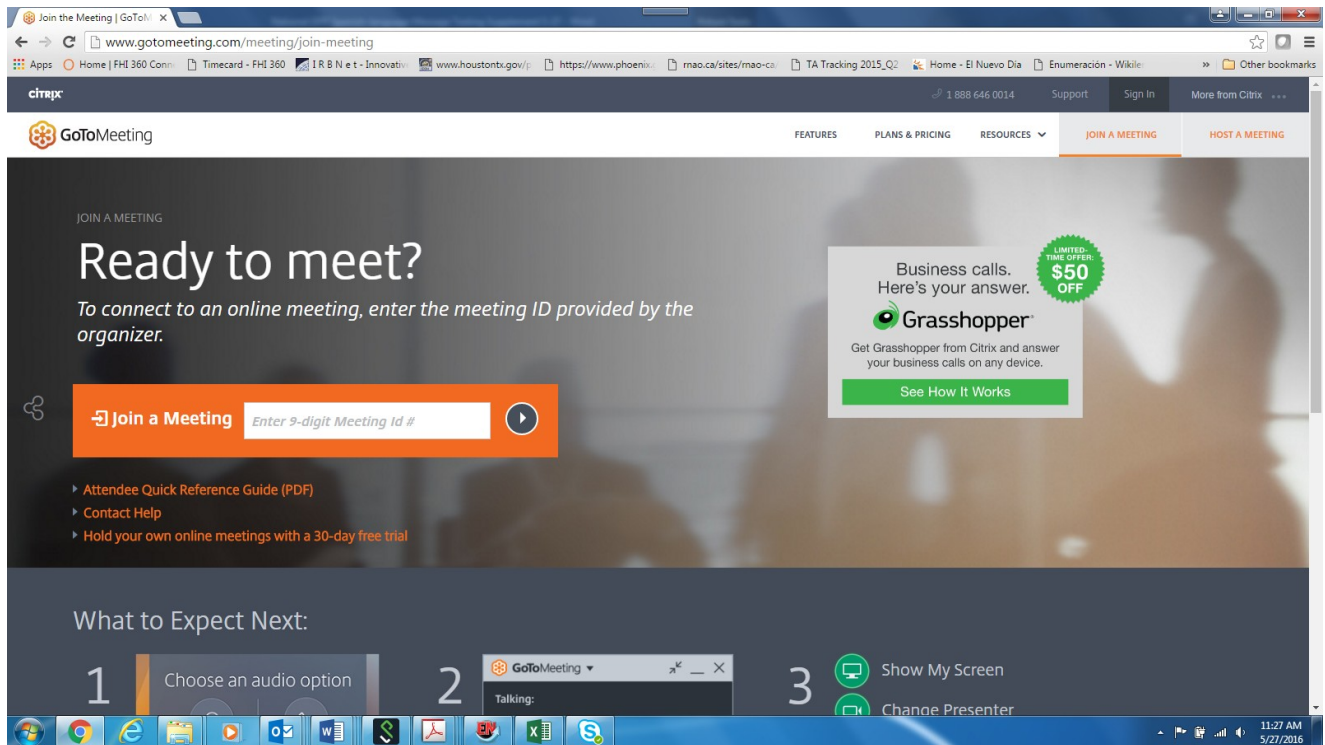 Join the Meeting | GoToM
www.gotomeeting.com/meeting/join-meeting
Apps Home | FHI 360 Conn Timecard - FHI 360 I R B N e t - Innovativ www.houstontx.gov/p https://www.phoenix. rnao.ca/sites/rnao-ca/ TA Tracking 2015_Q2 Home - El Nuevo Día Enumeración - Wikile » Other bookmarks
CİTRIX 1 888 646 0014 Support Sign In More from Citrix
GoToMeeting FEATURES PLANS & PRICING RESOURCES JOIN A MEETING HOST A MEETING
JOIN A MEETING
Ready to meet?
To connect to an online meeting, enter the meeting ID provided by the
organizer.
Join a Meeting Enter 9-digit Meeting Id #
Attendee Quick Reference Guide (PDF)
Contact Help
Hold your own online meetings with a 30-day free trial
LIMITED-
TIME OFFER:
$50
OFF
Business calls.
Here's your answer.
Grasshopper
Get Grasshopper from Citrix and answer
your business calls on any device.
See How It Works
What to Expect Next:
1 Choose an audio option
2 GoToMeeting
Talking:
3 Show My Screen
Change Presenter
11:27 AM
5/27/2016